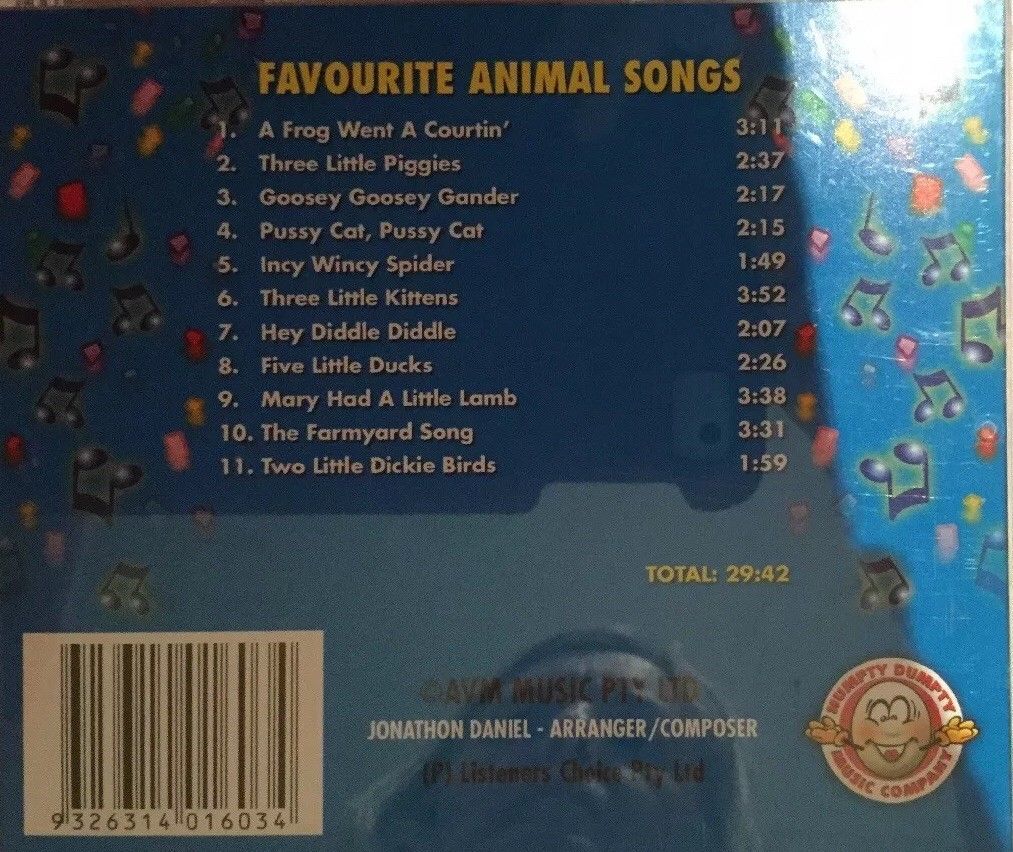 FAVOURITE ANIMAL SONGS
1. A Frog Went A Courtin' 3:11
2. Three Little Piggies 2:37
3. Goosey Goosey Gander 2:17
4. Pussy Cat, Pussy Cat 2:15
5. Incy Wincy Spider 1:49
6. Three Little Kittens 3:52
7. Hey Diddle Diddle 2:07
8. Five Little Ducks 2:26
9. Mary Had A Little Lamb 3:38
10. The Farmyard Song 3:31
11. Two Little Dickie Birds 1:59
TOTAL: 29:42
©AVM MUSIC PTY LTD
JONATHON DANIEL - ARRANGER/COMPOSER
(P) Listeners Choice Pty Ltd
HUMPTY DUMPTY
MUSIC COMPANY
9 326314 016034